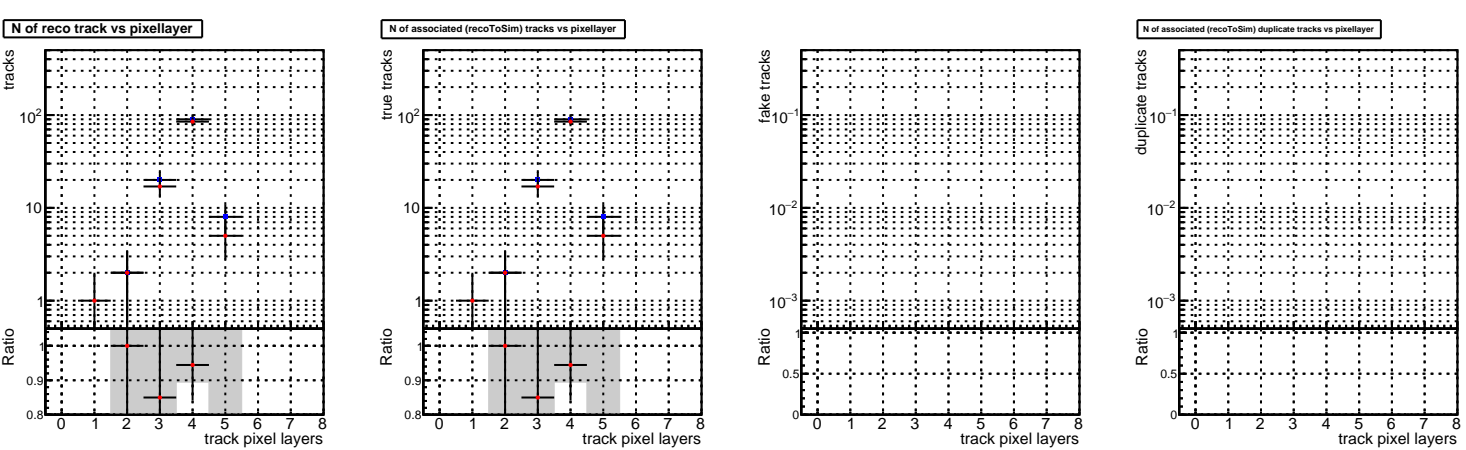 N of reco track vs pixellayer
tracks
10²
10
1
Ratio
1
0.9
0.8
0 1 2 3 4 5 6 7 8
track pixel layers
N of associated (recoToSim) tracks vs pixellayer
true tracks
10²
10
1
Ratio
1
0.9
0.8
0 1 2 3 4 5 6 7 8
track pixel layers
fake tracks
10⁻¹
10⁻²
10⁻³
Ratio
1
0.5
0
0 1 2 3 4 5 6 7 8
track pixel layers
N of associated (recoToSim) duplicate tracks vs pixellayer
duplicate tracks
10⁻¹
10⁻²
10⁻³
Ratio
1
0.5
0
0 1 2 3 4 5 6 7 8
track pixel layers